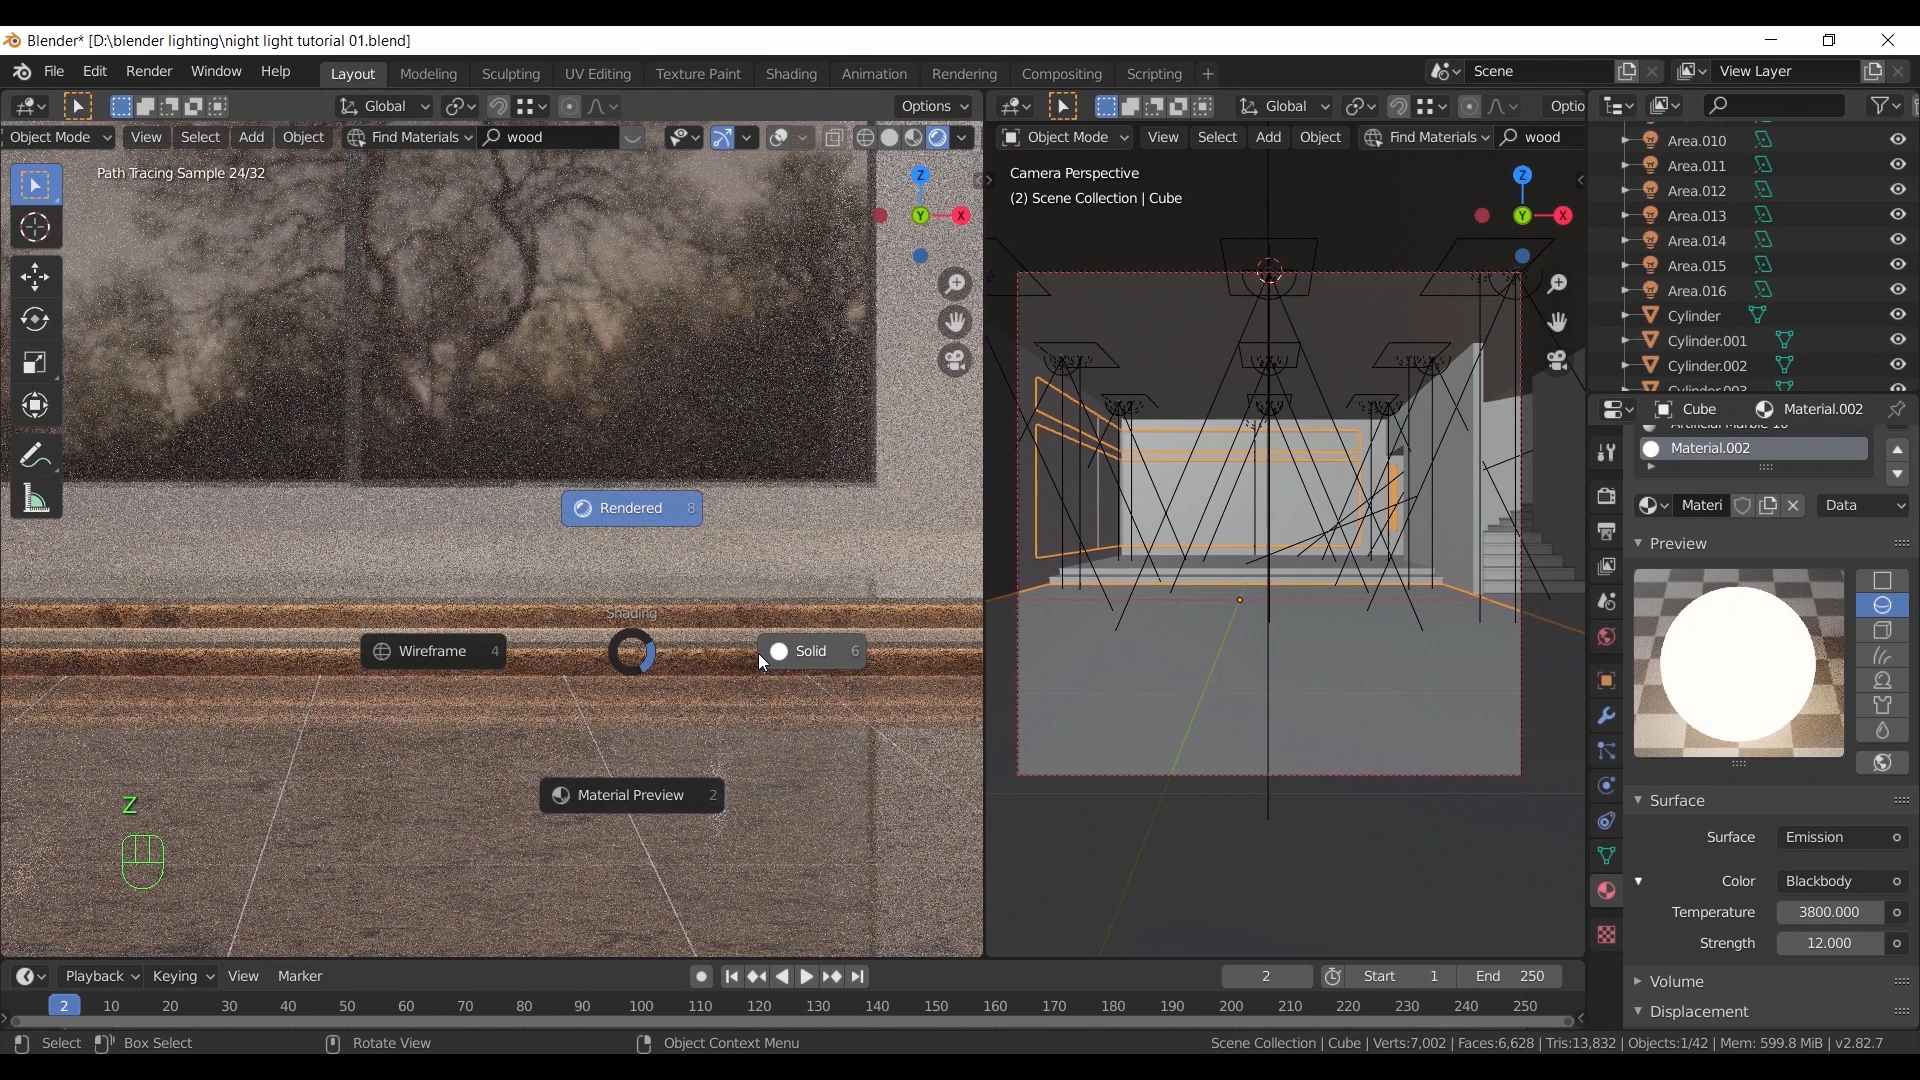 Blender* [D:\blender lighting\night light tutorial 01.blend]
File Edit Render Window Help
Layout Modeling Sculpting UV Editing Texture Paint Shading Animation Rendering Compositing Scripting +
Scene
View Layer
Global
Options
Global
Optio
Object Mode View Select Add Object Find Materials wood
Object Mode View Select Add Object Find Materials wood
Path Tracing Sample 24/32
Camera Perspective
(2) Scene Collection | Cube
Z
Y
X
Z
Y
X
Area.010
Area.011
Area.012
Area.013
Area.014
Area.015
Area.016
Cylinder
Cylinder.001
Cylinder.002
Cylinder.003
Cube Material.002
Artificial Marble 10
Material.002
Materi
Data
Preview
Rendered 8
Shading
Wireframe 4
Solid 6
Material Preview 2
Z
Surface
Surface Emission
Color Blackbody
Temperature 3800.000
Strength 12.000
Volume
Displacement
Playback Keying View Marker
2
Start 1
End 250
2 10 20 30 40 50 60 70 80 90 100 110 120 130 140 150 160 170 180 190 200 210 220 230 240 250
Select Box Select Rotate View Object Context Menu
Scene Collection | Cube | Verts:7,002 | Faces:6,628 | Tris:13,832 | Objects:1/42 | Mem: 599.8 MiB | v2.82.7